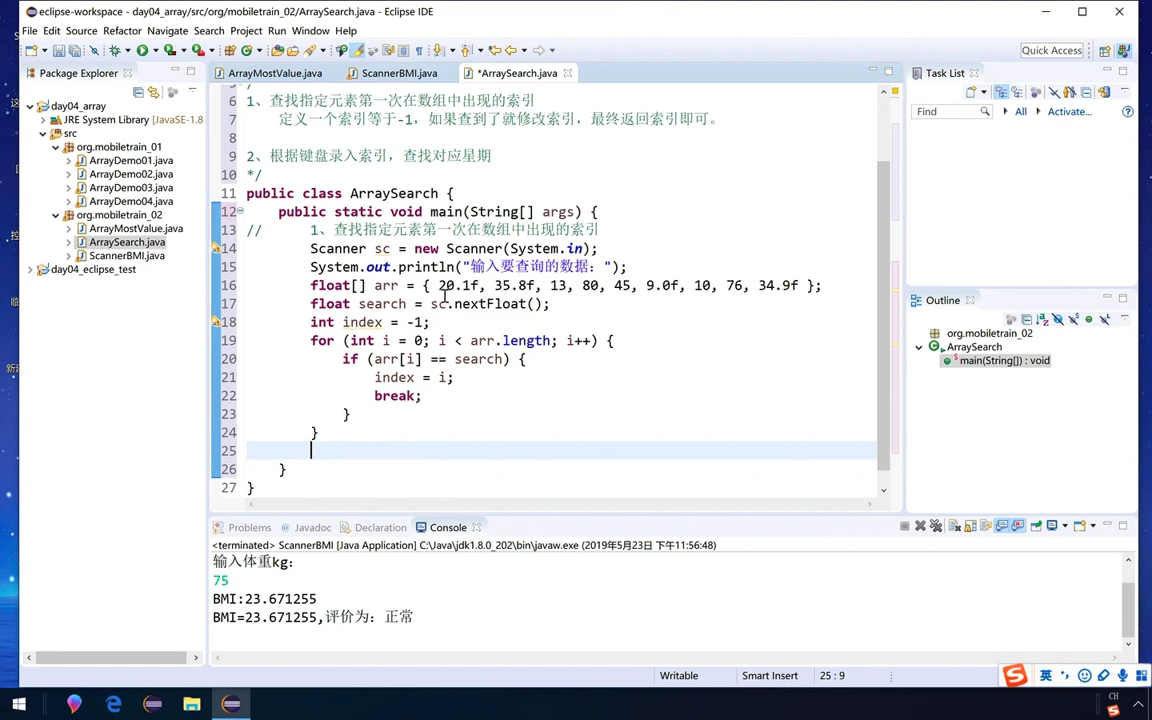 eclipse-workspace - day04_array/src/org/mobiletrain_02/ArraySearch.java - Eclipse IDE
File Edit Source Refactor Navigate Search Project Run Window Help
Quick Access
Package Explorer
ArrayMostValue.java
ScannerBMI.java
*ArraySearch.java
Task List
day04_array
JRE System Library [JavaSE-1.8
src
org.mobiletrain_01
ArrayDemo01.java
ArrayDemo02.java
ArrayDemo03.java
ArrayDemo04.java
org.mobiletrain_02
ArrayMostValue.java
ArraySearch.java
ScannerBMI.java
day04_eclipse_test
6 1、查找指定元素第一次在数组中出现的索引
7 定义一个索引等于-1，如果查到了就修改索引，最终返回索引即可。
8
9 2、根据键盘录入索引，查找对应星期
10 */
11 public class ArraySearch {
12 public static void main(String[] args) {
13 // 1、查找指定元素第一次在数组中出现的索引
14 Scanner sc = new Scanner(System.in);
15 System.out.println("输入要查询的数据：");
16 float[] arr = { 20.1f, 35.8f, 13, 80, 45, 9.0f, 10, 76, 34.9f };
17 float search = sc.nextFloat();
18 int index = -1;
19 for (int i = 0; i < arr.length; i++) {
20 if (arr[i] == search) {
21 index = i;
22 break;
23 }
24 }
25
26 }
27 }
Find
All
Activate...
Outline
org.mobiletrain_02
ArraySearch
main(String[]) : void
Problems
Javadoc
Declaration
Console
<terminated> ScannerBMI [Java Application] C:\Java\jdk1.8.0_202\bin\javaw.exe (2019年5月23日 下午11:56:48)
输入体重kg：
75
BMI:23.671255
BMI=23.671255,评价为：正常
Writable
Smart Insert
25 : 9
英
CH